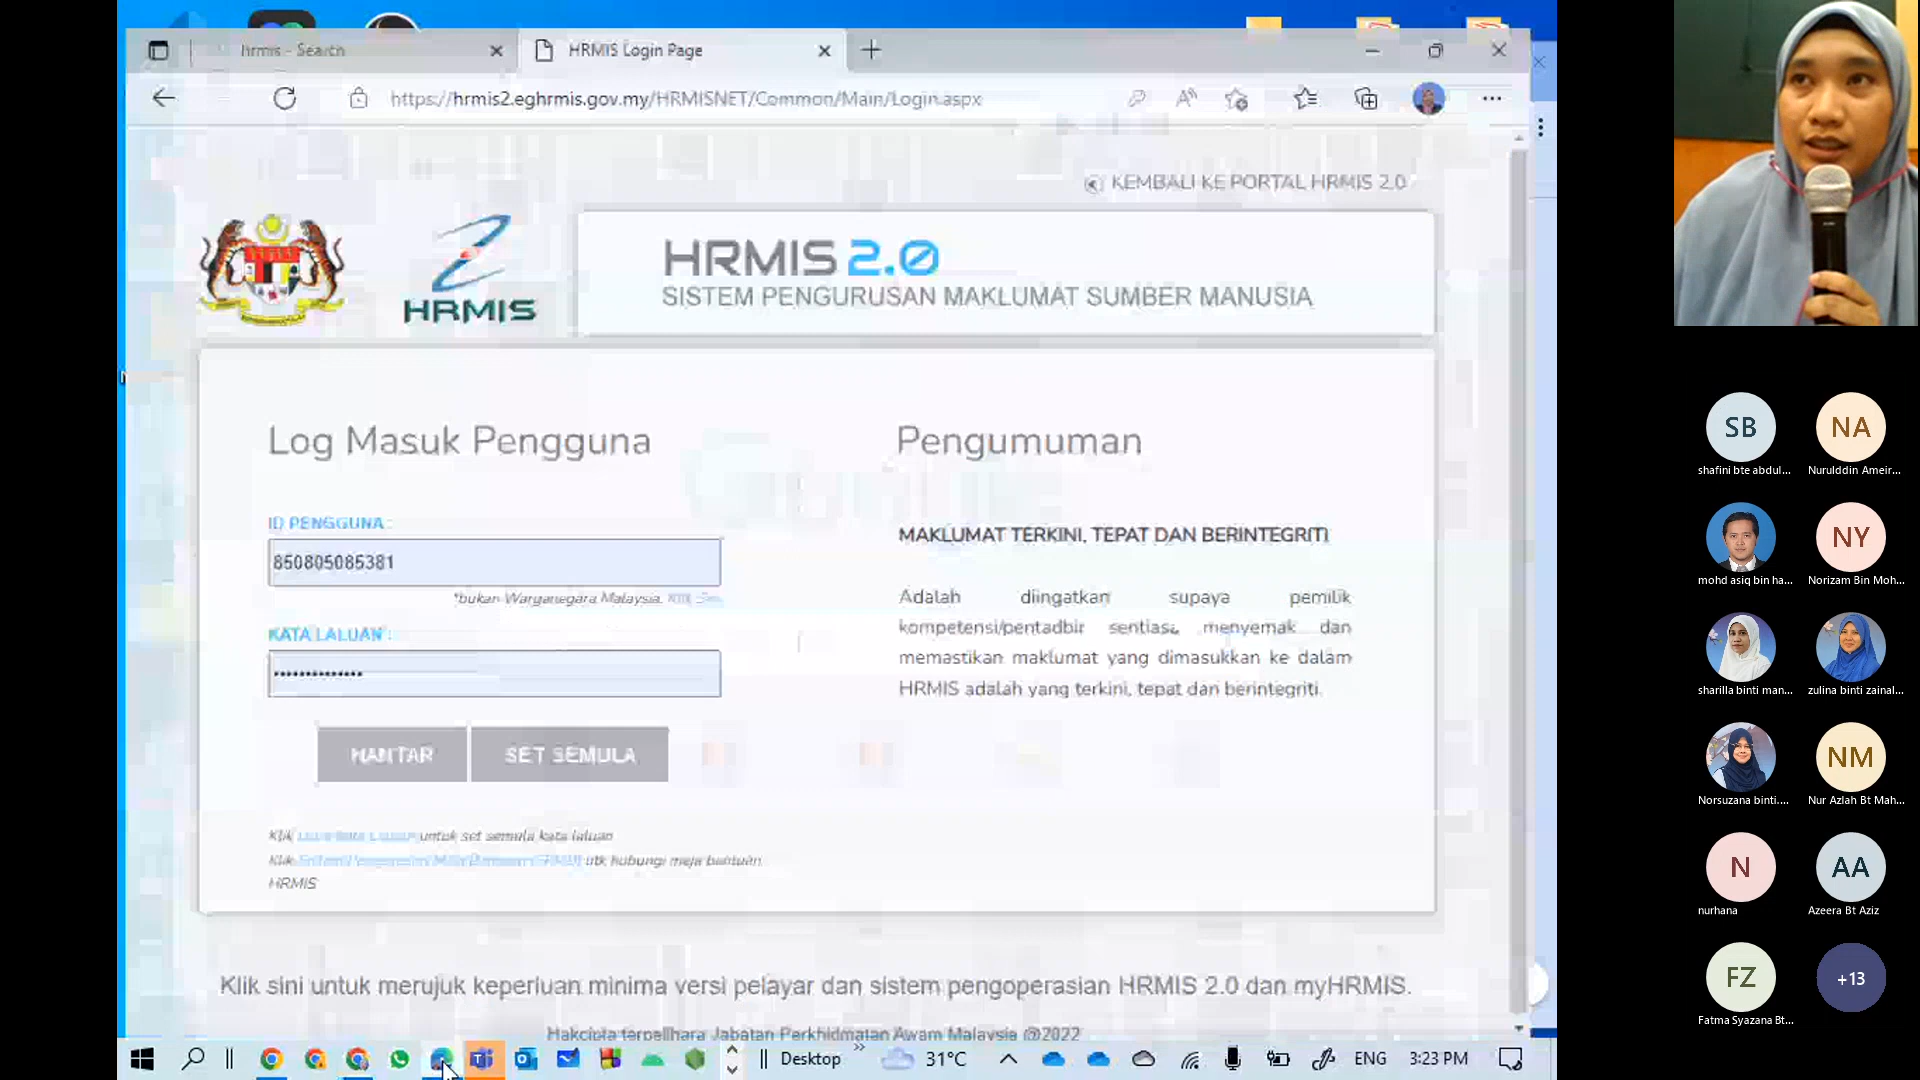 hrmis - Search
HRMIS Login Page
https://hrmis2.eghrmis.gov.my/HRMISNET/Common/Main/Login.aspx
KEMBALI KE PORTAL HRMIS 2.0
HRMIS
HRMIS 2.0
SISTEM PENGURUSAN MAKLUMAT SUMBER MANUSIA
Log Masuk Pengguna
ID PENGGUNA :
850805085381
*bukan Warganegara Malaysia.
KATA LALUAN :
HANTAR
SET SEMULA
Klik untuk set semula kata laluan
Klik utk hubungi meja bantuan
HRMIS
Pengumuman
MAKLUMAT TERKINI, TEPAT DAN BERINTEGRITI
Adalah diingatkan supaya pemilik
kompetensi/pentadbir sentiasa menyemak dan
memastikan maklumat yang dimasukkan ke dalam
HRMIS adalah yang terkini, tepat dan berintegriti.
Klik sini untuk merujuk keperluan minima versi pelayar dan sistem pengoperasian HRMIS 2.0 dan myHRMIS.
Hakcipta terpelihara Jabatan Perkhidmatan Awam Malaysia @2022
Desktop
31°C
ENG
3:23 PM
SB
shafini bte abdul...
NA
Nurulddin Ameir...
mohd asiq bin ha...
NY
Norizam Bin Moh...
sharilla binti man...
zulina binti zainal...
Norsuzana binti...
NM
Nur Azlah Bt Mah...
N
nurhana
AA
Azeera Bt Aziz
FZ
Fatma Syazana Bt...
+13